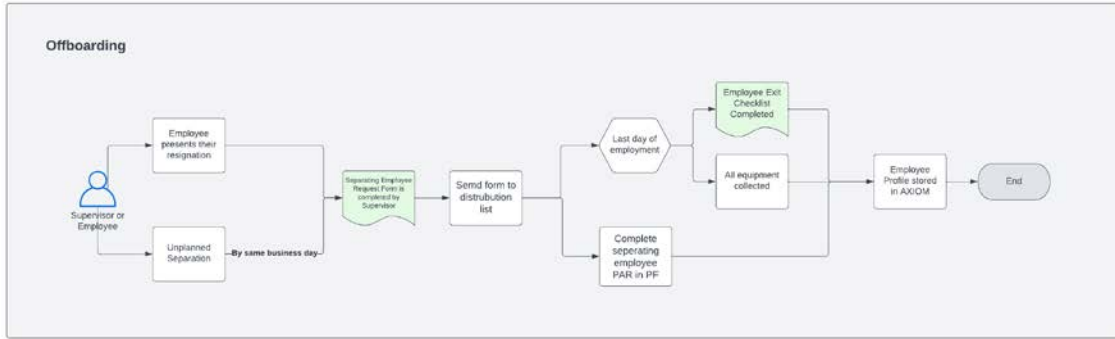 Offboarding
Employee
presents their
resignation
Supervisor or
Employee
Unplanned
Separation
By same business day
Separating Employee
Request Form is
completed by
Supervisor
Semd form to
distrubution
list
Last day of
employment
Employee Exit
Checklist
Completed
All equipment
collected
Complete
seperating
employee
PAR in PF
Employee
Profile stored
in AXIOM
End